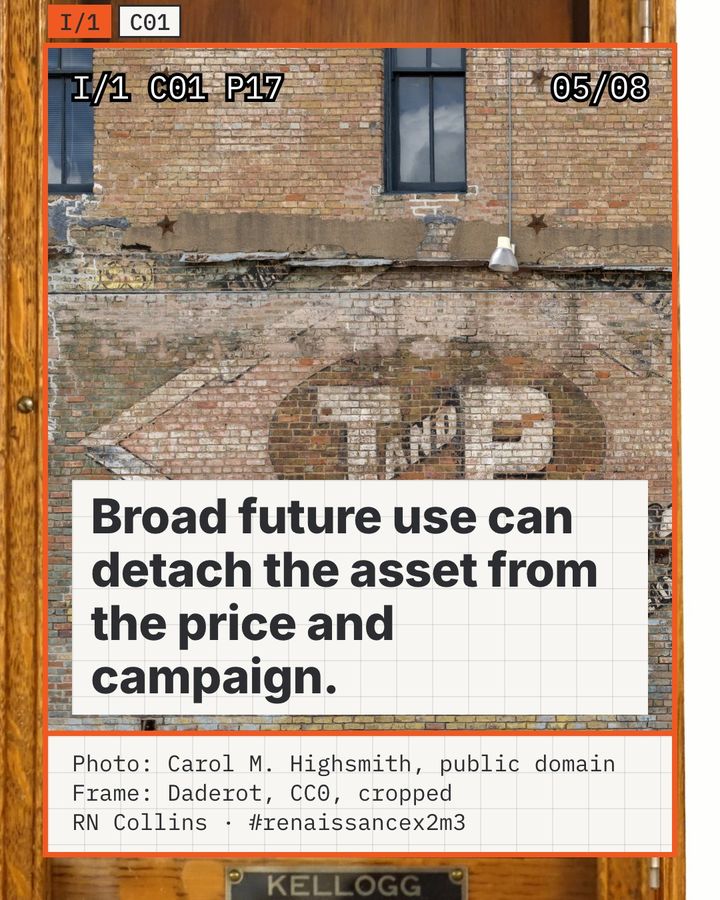 I/1 C01
I/1 C01 P17 05/08
T AND P
Broad future use can
detach the asset from
the price and
campaign.
Photo: Carol M. Highsmith, public domain
Frame: Daderot, CC0, cropped
RN Collins · #renaissancex2m3
KELLOGG